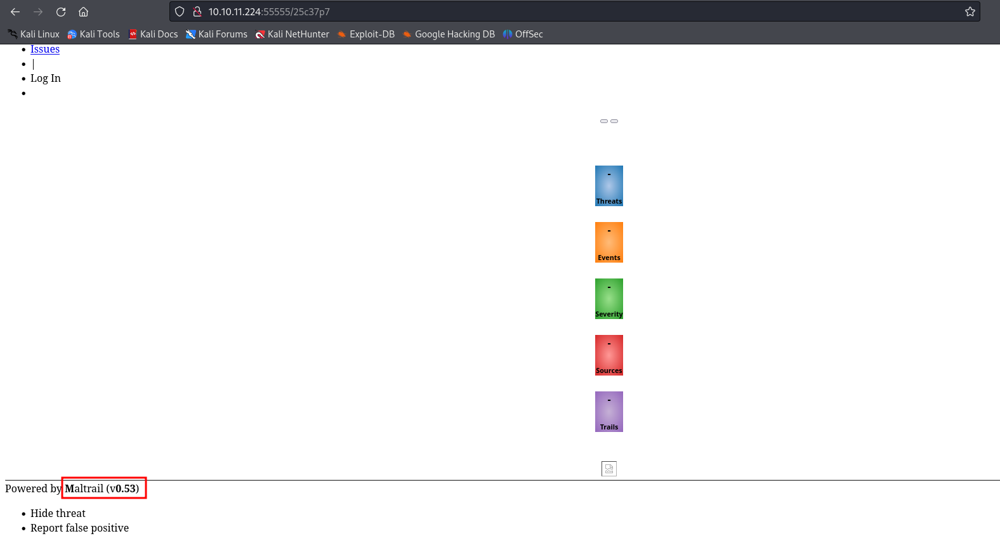 10.10.11.224:55555/25c37p7
Kali Linux Kali Tools Kali Docs Kali Forums Kali NetHunter Exploit-DB Google Hacking DB OffSec
Issues
|
Log In
-
Threats
-
Events
-
Severity
-
Sources
-
Trails
Powered by Maltrail (v0.53)
Hide threat
Report false positive